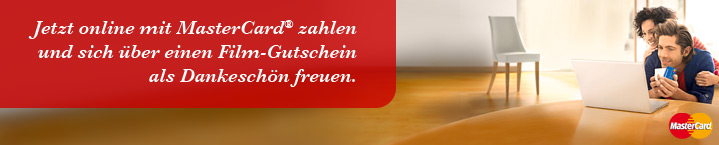 Jetzt online mit MasterCard® zahlen
und sich über einen Film-Gutschein
als Dankeschön freuen.
MasterCard